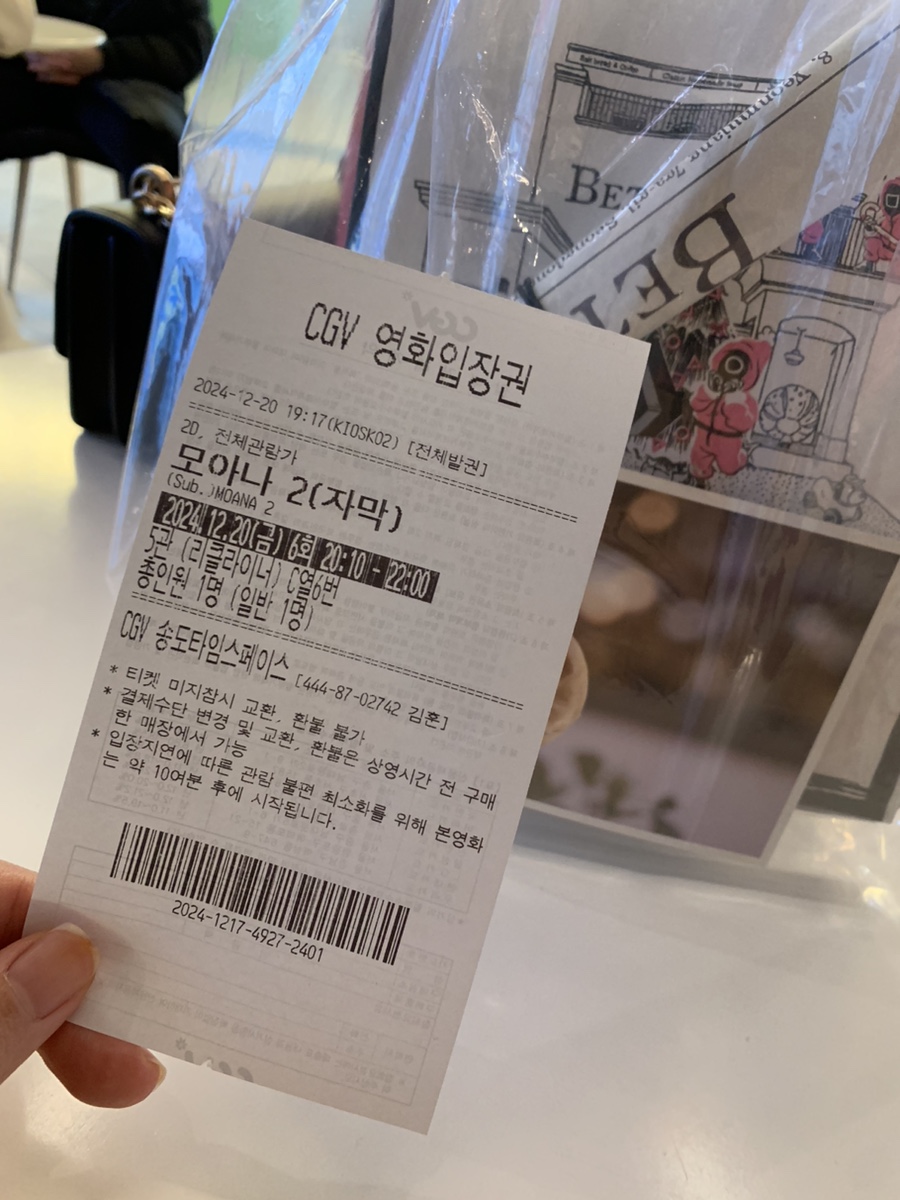 CGV 영화입장권
2024-12-20 19:17(KIOSK02) [전체발권]
2D, 전체관람가
모아나 2(자막)
(Sub.)MOANA 2
2024.12.20(금) 6회 20:10 - 22:00
5관 (리클라이너) C열6번
총인원 1명 (일반 1명)
CGV 송도타임스페이스 [444-87-02742 김훈]
* 티켓 미지참시 교환, 환불 불가
* 결제수단 변경 및 교환, 환불은 상영시간 전 구매
한 매장에서 가능
* 입장지연에 따른 관람 불편 최소화를 위해 본영화
는 약 10여분 후에 시작됩니다.
2024-1217-4927-2401
BET